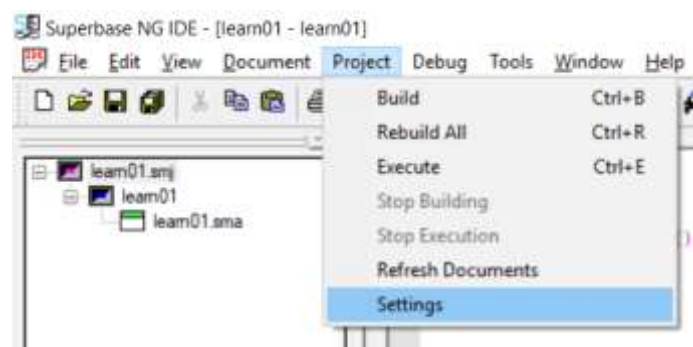 Superbase NG IDE - [learn01 - learn01]
File Edit View Document Project Debug Tools Window Help
Build Ctrl+B
Rebuild All Ctrl+R
Execute Ctrl+E
Stop Building
Stop Execution
Refresh Documents
Settings
learn01.smj
learn01
learn01.sma
)